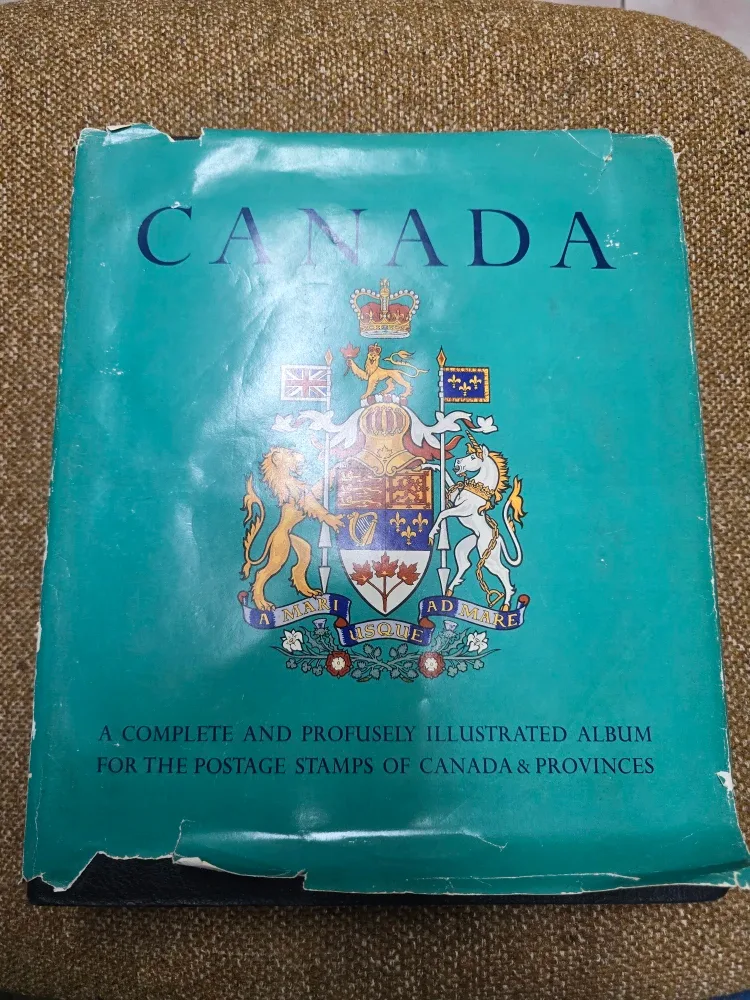 CANADA
A MARI USQUE AD MARE
A COMPLETE AND PROFUSELY ILLUSTRATED ALBUM
FOR THE POSTAGE STAMPS OF CANADA & PROVINCES